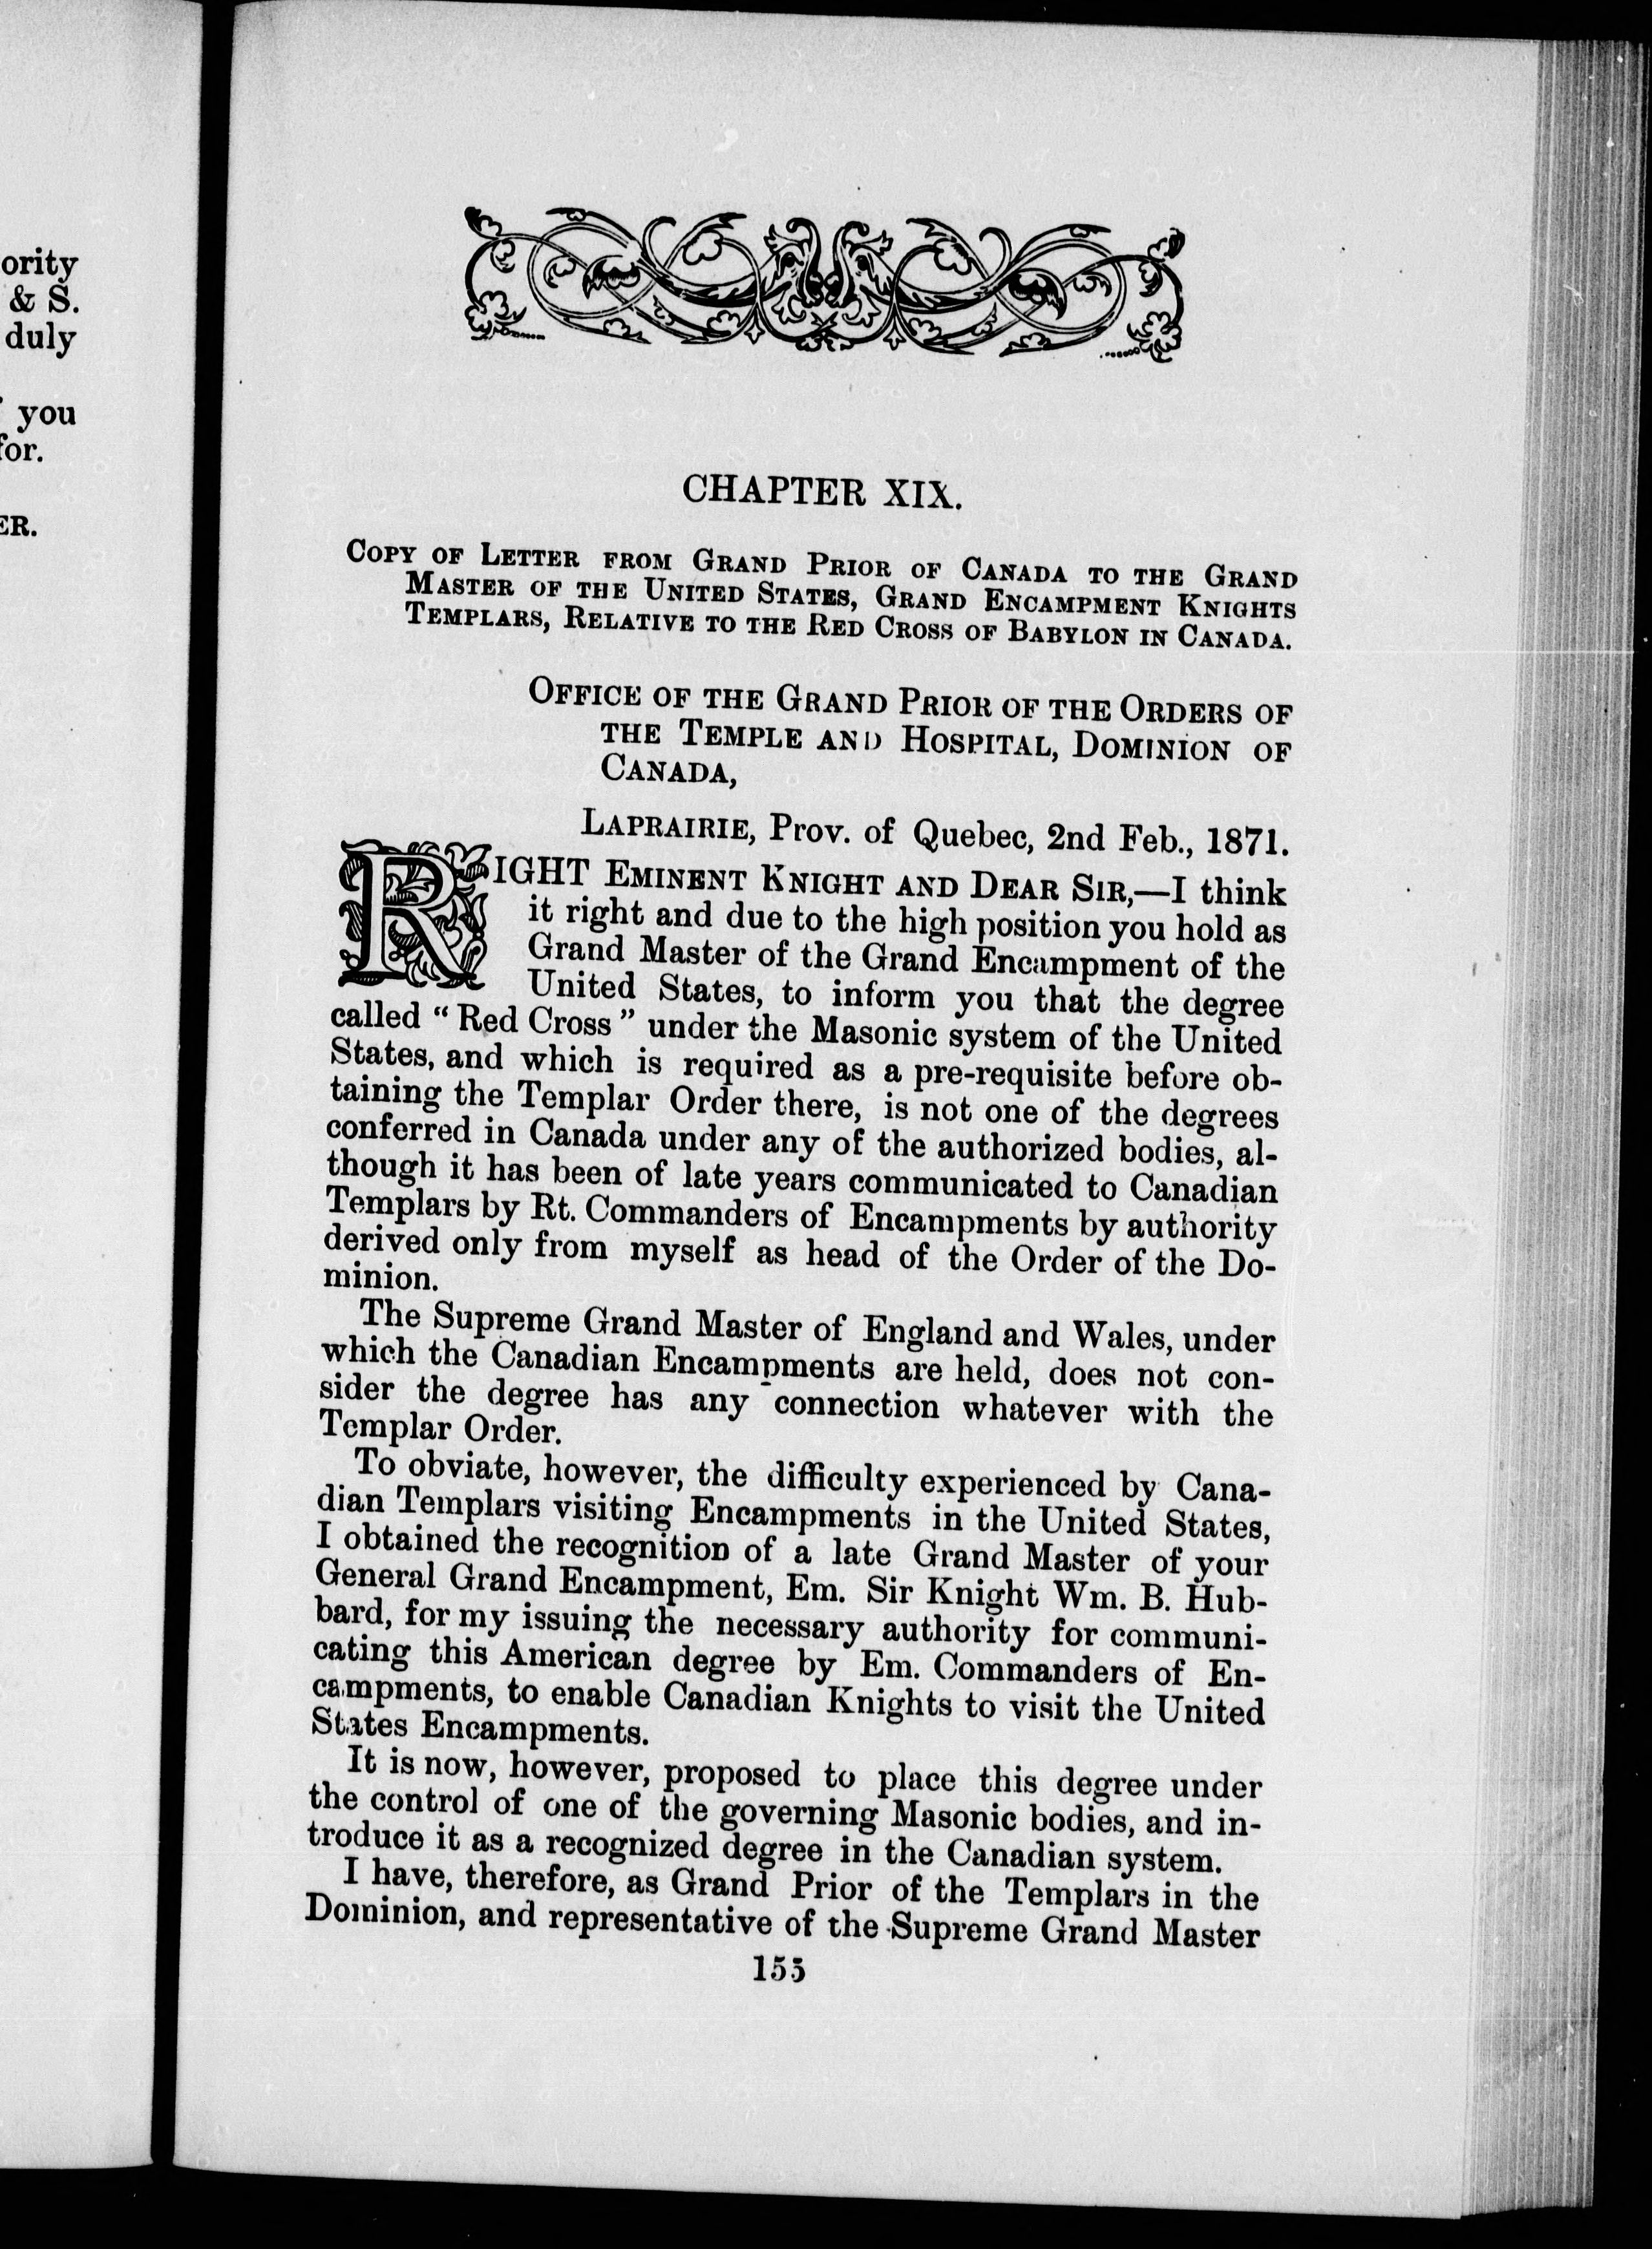 ority
& S.
duly
you
for.
ER.
CHAPTER XIX.
COPY OF LETTER FROM GRAND PRIOR OF CANADA TO THE GRAND
MASTER OF THE UNITED STATES, GRAND ENCAMPMENT KNIGHTS
TEMPLARS, RELATIVE TO THE RED CROSS OF BABYLON IN CANADA.
OFFICE OF THE GRAND PRIOR OF THE ORDERS OF
THE TEMPLE AND HOSPITAL, DOMINION OF
CANADA,
LAPRAIRIE, Prov. of Quebec, 2nd Feb., 1871.
RIGHT EMINENT KNIGHT AND DEAR SIR,—I think
it right and due to the high position you hold as
Grand Master of the Grand Encampment of the
United States, to inform you that the degree
called “Red Cross” under the Masonic system of the United
States, and which is required as a pre-requisite before ob-
taining the Templar Order there, is not one of the degrees
conferred in Canada under any of the authorized bodies, al-
though it has been of late years communicated to Canadian
Templars by Rt. Commanders of Encampments by authority
derived only from myself as head of the Order of the Do-
minion.
The Supreme Grand Master of England and Wales, under
which the Canadian Encampments are held, does not con-
sider the degree has any connection whatever with the
Templar Order.
To obviate, however, the difficulty experienced by Cana-
dian Templars visiting Encampments in the United States,
I obtained the recognition of a late Grand Master of your
General Grand Encampment, Em. Sir Knight Wm. B. Hub-
bard, for my issuing the necessary authority for communi-
cating this American degree by Em. Commanders of En-
campments, to enable Canadian Knights to visit the United
States Encampments.
It is now, however, proposed to place this degree under
the control of one of the governing Masonic bodies, and in-
troduce it as a recognized degree in the Canadian system.
I have, therefore, as Grand Prior of the Templars in the
Dominion, and representative of the Supreme Grand Master
155